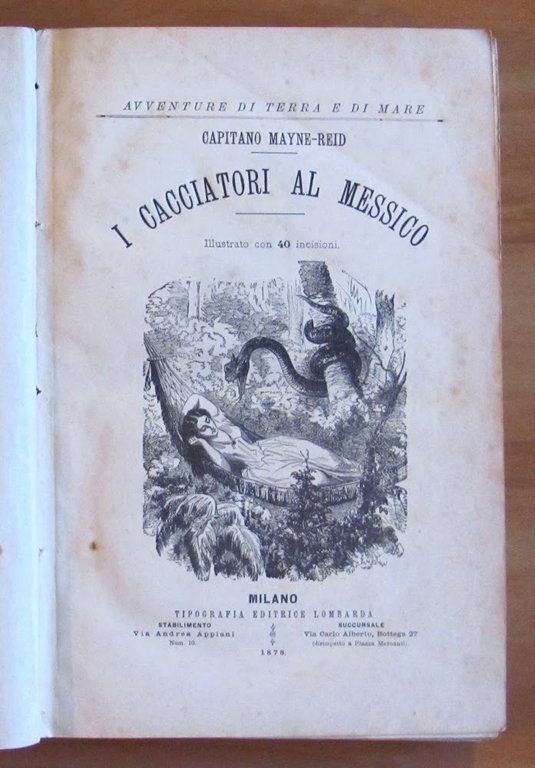 AVVENTURE DI TERRA E DI MARE
CAPITANO MAYNE-REID
I CACCIATORI AL MESSICO
Illustrato con 40 incisioni.
MILANO
TIPOGRAFIA EDITRICE LOMBARDA
STABILIMENTO
Via Andrea Appiani
Num. 10.
SUCCURSALE
Via Carlo Alberto, Bottega 27
(dirimpetto a Piazza Mercanti).
1878.